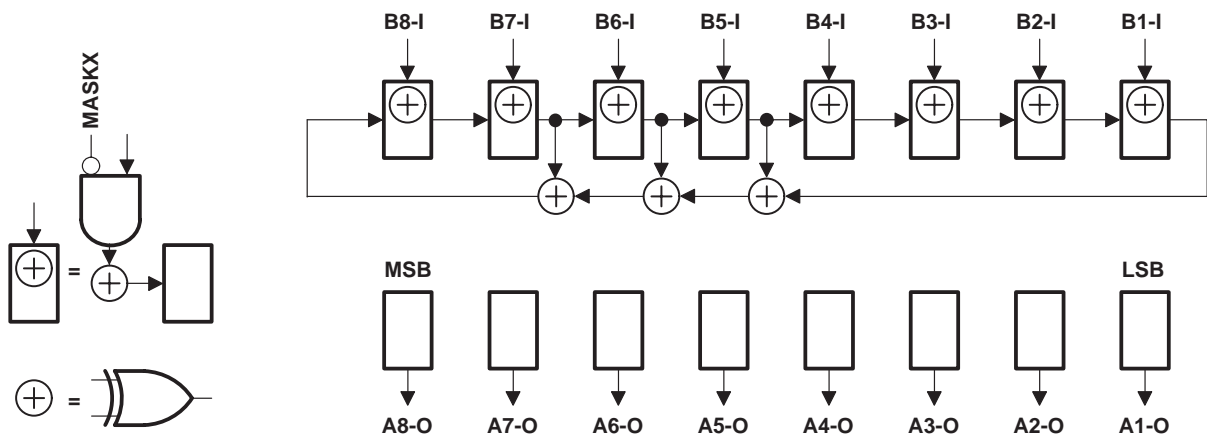 B8-I B7-I B6-I B5-I B4-I B3-I B2-I B1-I
MASKX
=
MSB LSB
=
A8-O A7-O A6-O A5-O A4-O A3-O A2-O A1-O